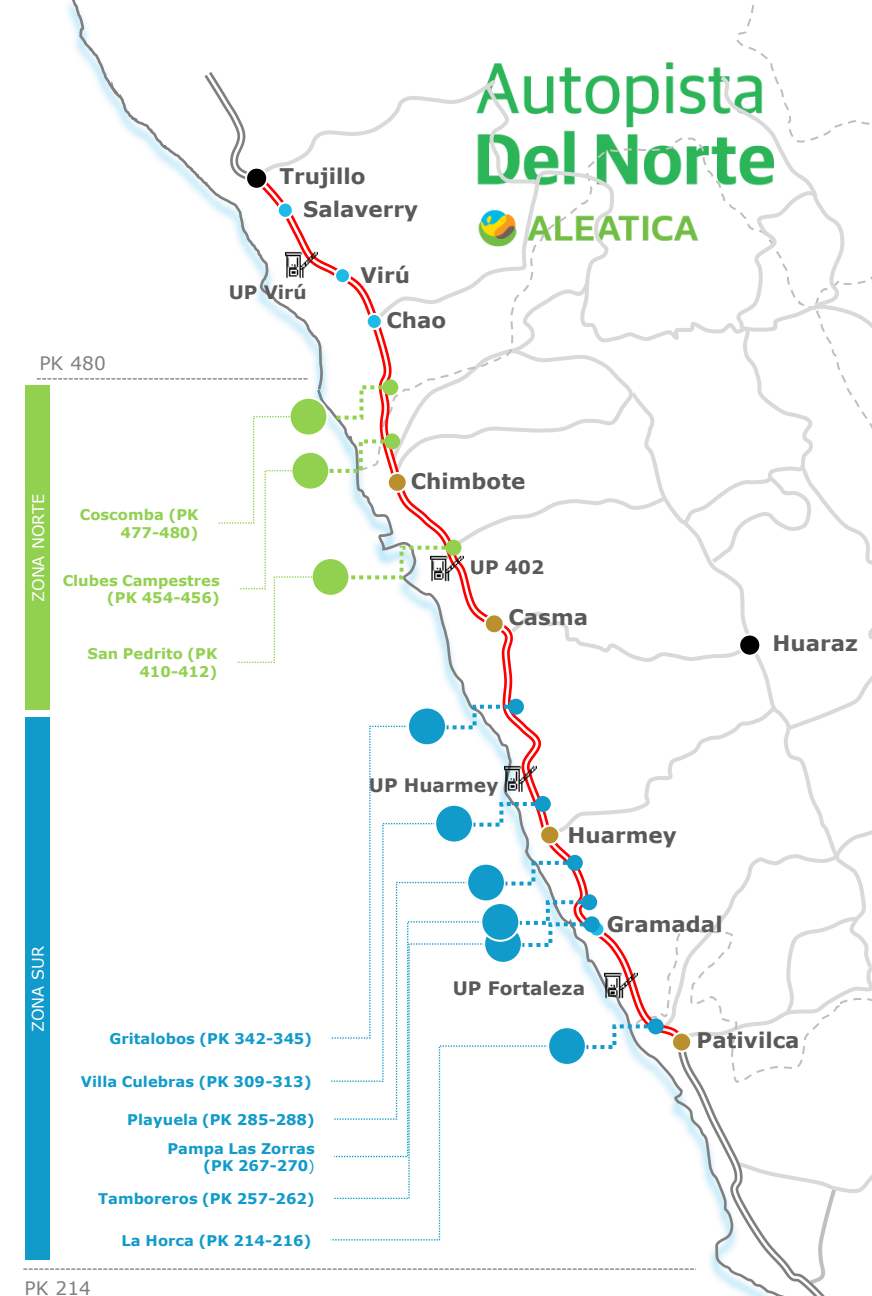 Autopista
Del Norte
ALEATICA
Trujillo
Salaverry
UP Virú
Virú
Chao
PK 480
ZONA NORTE
Chimbote
Coscomba (PK
477-480)
UP 402
Clubes Campestres
(PK 454-456)
Casma
San Pedrito (PK
410-412)
Huaraz
UP Huarmey
Huarmey
Gramadal
ZONA SUR
UP Fortaleza
Gritalobos (PK 342-345)
Pativilca
Villa Culebras (PK 309-313)
Playuela (PK 285-288)
Pampa Las Zorras
(PK 267-270)
Tamboreros (PK 257-262)
La Horca (PK 214-216)
PK 214